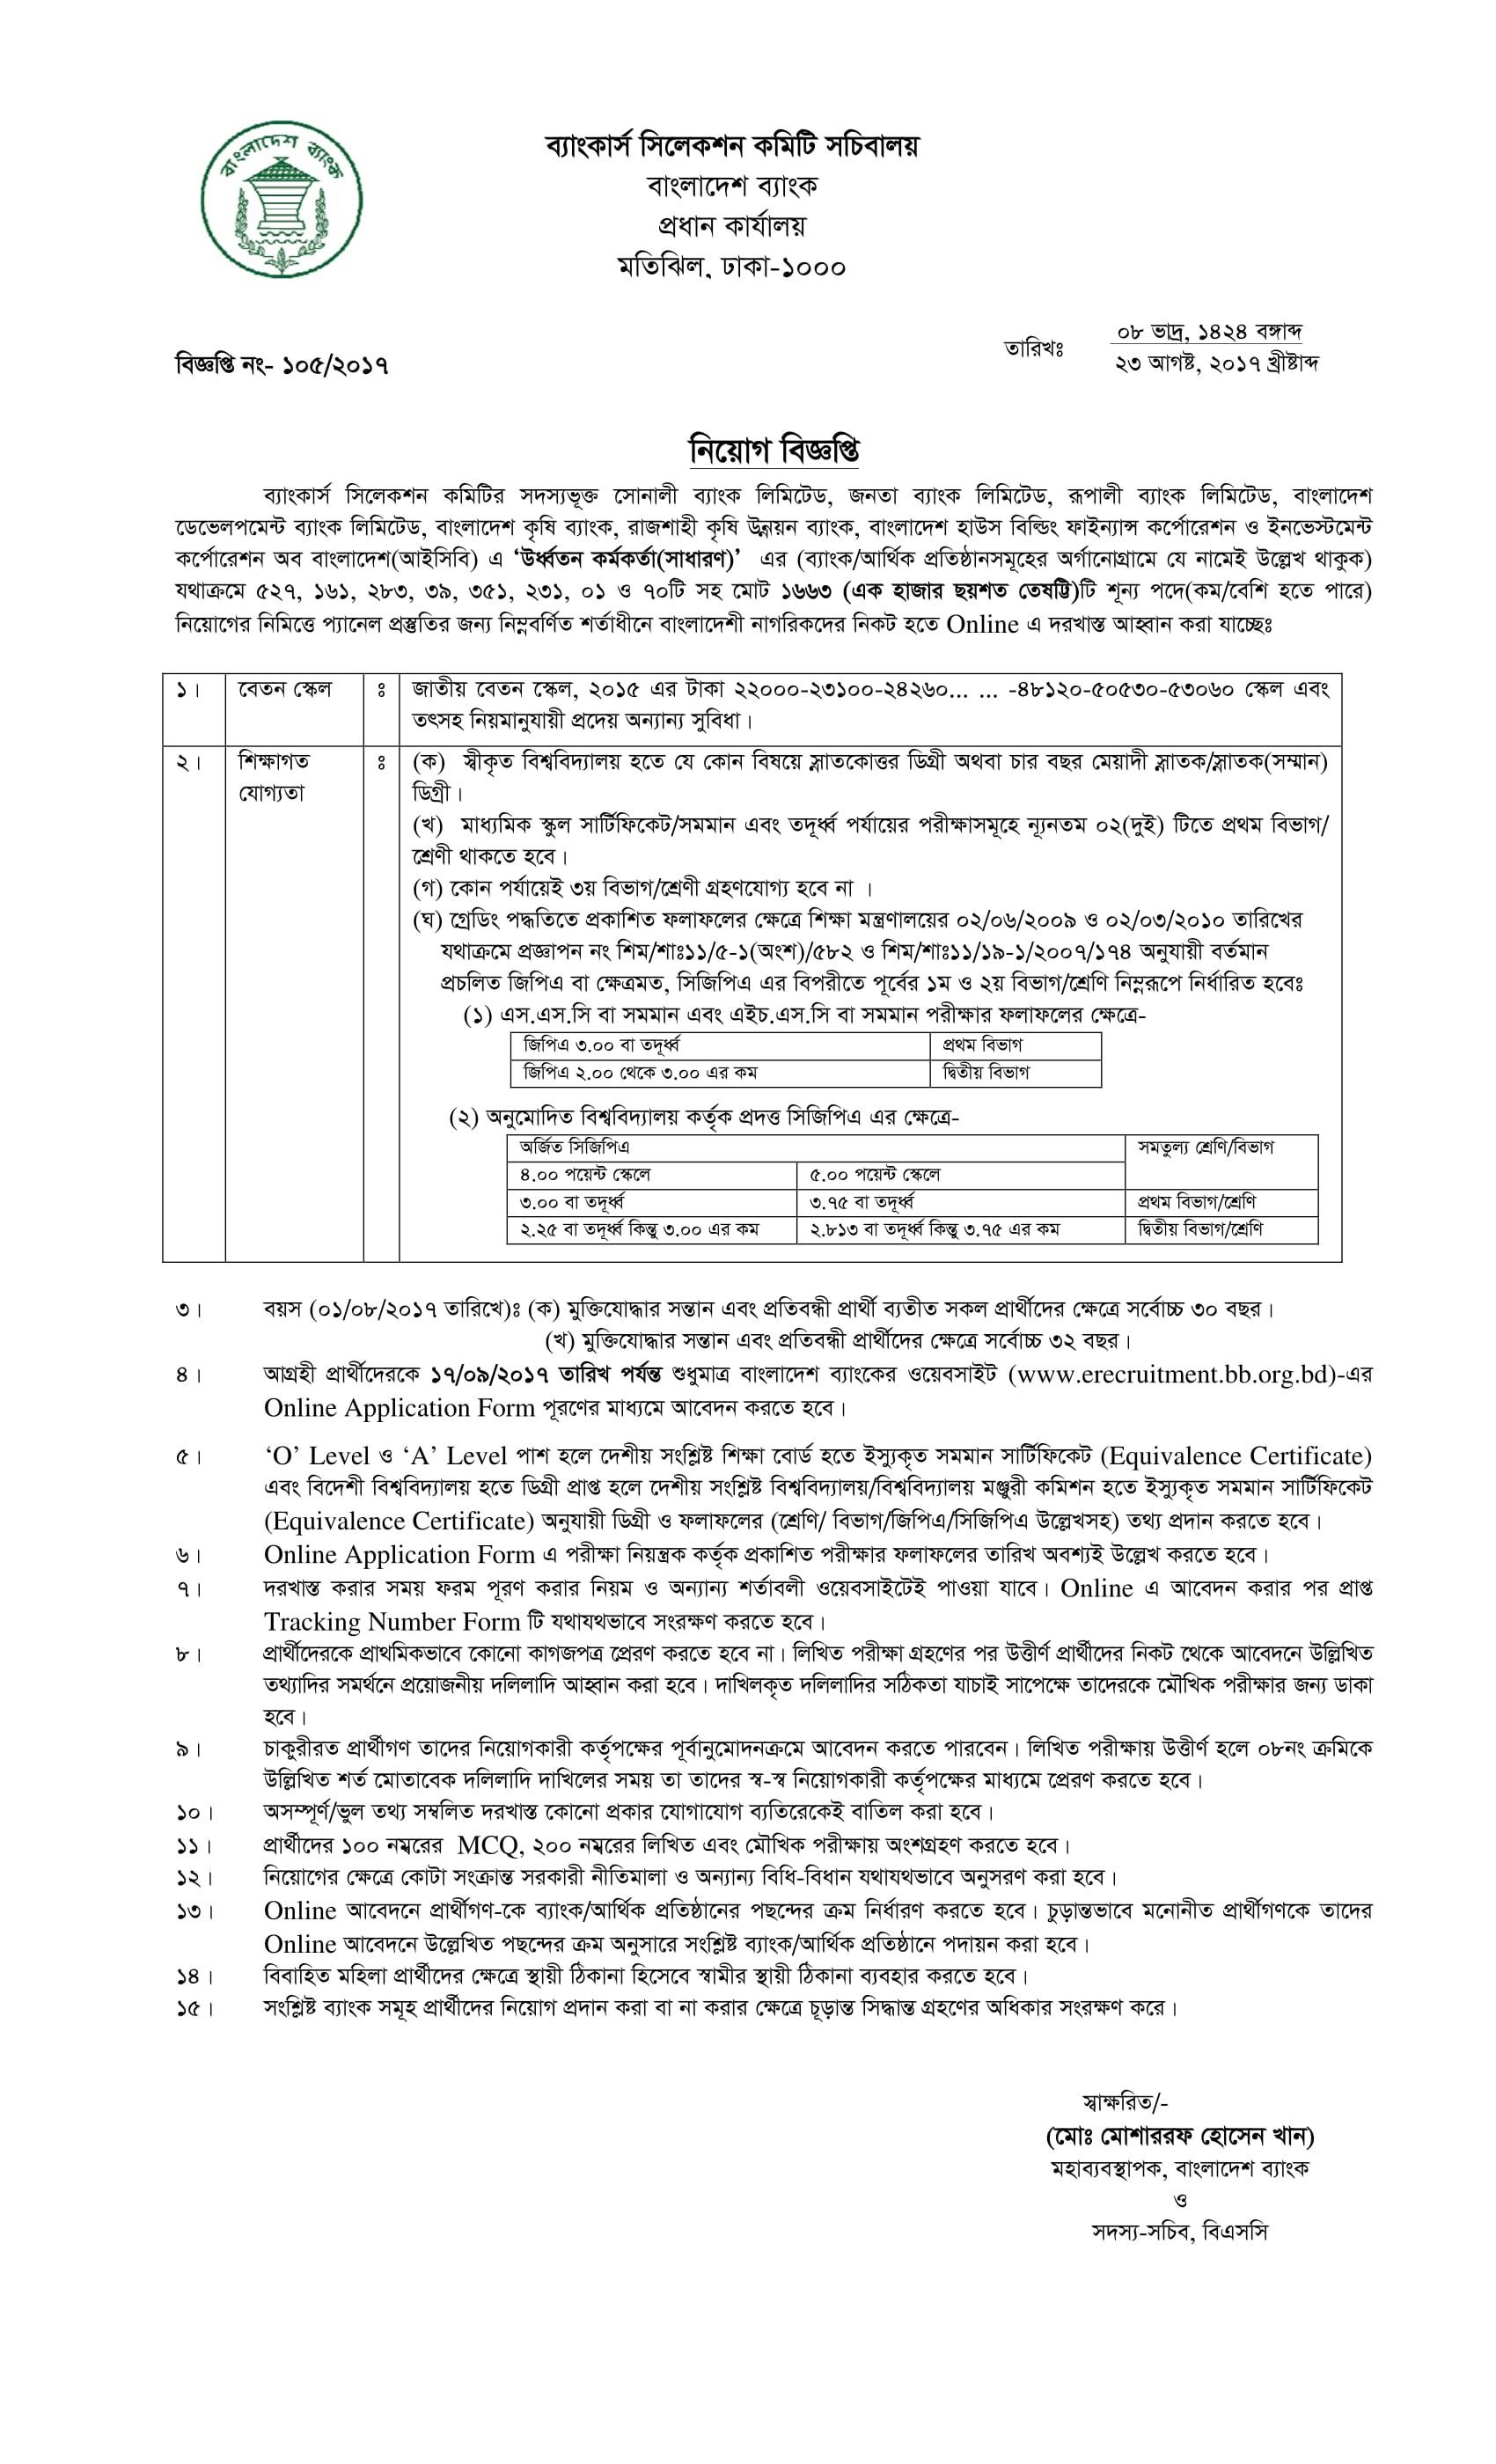 বাংলাদেশ ব্যাংক
ব্যাংকার্স সিলেকশন কমিটি সচিবালয়
বাংলাদেশ ব্যাংক
প্রধান কার্যালয়
মতিঝিল, ঢাকা-১০০০
বিজ্ঞপ্তি নং- ১০৫/২০১৭
তারিখঃ
০৮ ভাদ্র, ১৪২৪ বঙ্গাব্দ
২৩ আগষ্ট, ২০১৭ খ্রীষ্টাব্দ
নিয়োগ বিজ্ঞপ্তি
ব্যাংকার্স সিলেকশন কমিটির সদস্যভূক্ত সোনালী ব্যাংক লিমিটেড, জনতা ব্যাংক লিমিটেড, রূপালী ব্যাংক লিমিটেড, বাংলাদেশ
ডেভেলপমেন্ট ব্যাংক লিমিটেড, বাংলাদেশ কৃষি ব্যাংক, রাজশাহী কৃষি উন্নয়ন ব্যাংক, বাংলাদেশ হাউস বিল্ডিং ফাইন্যান্স কর্পোরেশন ও ইনভেস্টমেন্ট
কর্পোরেশন অব বাংলাদেশ(আইসিবি) এ ‘উর্ধ্বতন কর্মকর্তা(সাধারণ)’ এর (ব্যাংক/আর্থিক প্রতিষ্ঠানসমূহের অর্গানোগ্রামে যে নামেই উল্লেখ থাকুক)
যথাক্রমে ৫২৭, ১৬১, ২৮৩, ৩৯, ৩৫১, ২৩১, ০১ ও ৭০টি সহ মোট ১৬৬৩ (এক হাজার ছয়শত তেষট্টি)টি শূন্য পদে(কম/বেশি হতে পারে)
নিয়োগের নিমিত্তে প্যানেল প্রস্তুতির জন্য নিম্নবর্ণিত শর্তাধীনে বাংলাদেশী নাগরিকদের নিকট হতে Online এ দরখাস্ত আহ্বান করা যাচ্ছেঃ
১। বেতন স্কেল ঃ জাতীয় বেতন স্কেল, ২০১৫ এর টাকা ২২০০০-২৩১০০-২৪২৬০... ... -৪৮১২০-৫০৫৩০-৫৩০৬০ স্কেল এবং
তৎসহ নিয়মানুযায়ী প্রদেয় অন্যান্য সুবিধা।
২। শিক্ষাগত ঃ (ক) স্বীকৃত বিশ্ববিদ্যালয় হতে যে কোন বিষয়ে স্নাতকোত্তর ডিগ্রী অথবা চার বছর মেয়াদী স্নাতক/স্নাতক(সম্মান)
যোগ্যতা ডিগ্রী।
(খ) মাধ্যমিক স্কুল সার্টিফিকেট/সমমান এবং তদূর্ধ্ব পর্যায়ের পরীক্ষাসমূহে ন্যূনতম ০২(দুই) টিতে প্রথম বিভাগ/
শ্রেণী থাকতে হবে।
(গ) কোন পর্যায়েই ৩য় বিভাগ/শ্রেণী গ্রহণযোগ্য হবে না ।
(ঘ) গ্রেডিং পদ্ধতিতে প্রকাশিত ফলাফলের ক্ষেত্রে শিক্ষা মন্ত্রণালয়ের ০২/০৬/২০০৯ ও ০২/০৩/২০১০ তারিখের
যথাক্রমে প্রজ্ঞাপন নং শিম/শাঃ১১/৫-১(অংশ)/৫৮২ ও শিম/শাঃ১১/১৯-১/২০০৭/১৭৪ অনুযায়ী বর্তমান
প্রচলিত জিপিএ বা ক্ষেত্রমত, সিজিপিএ এর বিপরীতে পূর্বের ১ম ও ২য় বিভাগ/শ্রেণি নিম্নরূপে নির্ধারিত হবেঃ
(১) এস.এস.সি বা সমমান এবং এইচ.এস.সি বা সমমান পরীক্ষার ফলাফলের ক্ষেত্রে-
জিপিএ ৩.০০ বা তদূর্ধ্ব প্রথম বিভাগ
জিপিএ ২.০০ থেকে ৩.০০ এর কম দ্বিতীয় বিভাগ
(২) অনুমোদিত বিশ্ববিদ্যালয় কর্তৃক প্রদত্ত সিজিপিএ এর ক্ষেত্রে-
অর্জিত সিজিপিএ সমতুল্য শ্রেণি/বিভাগ
৪.০০ পয়েন্ট স্কেলে ৫.০০ পয়েন্ট স্কেলে
৩.০০ বা তদূর্ধ্ব ৩.৭৫ বা তদূর্ধ্ব প্রথম বিভাগ/শ্রেণি
২.২৫ বা তদূর্ধ্ব কিন্তু ৩.০০ এর কম ২.৮১৩ বা তদূর্ধ্ব কিন্তু ৩.৭৫ এর কম দ্বিতীয় বিভাগ/শ্রেণি
৩। বয়স (০১/০৮/২০১৭ তারিখে)ঃ (ক) মুক্তিযোদ্ধার সন্তান এবং প্রতিবন্ধী প্রার্থী ব্যতীত সকল প্রার্থীদের ক্ষেত্রে সর্বোচ্চ ৩০ বছর।
(খ) মুক্তিযোদ্ধার সন্তান এবং প্রতিবন্ধী প্রার্থীদের ক্ষেত্রে সর্বোচ্চ ৩২ বছর।
৪। আগ্রহী প্রার্থীদেরকে ১৭/০৯/২০১৭ তারিখ পর্যন্ত শুধুমাত্র বাংলাদেশ ব্যাংকের ওয়েবসাইট (www.erecruitment.bb.org.bd)-এর
Online Application Form পূরণের মাধ্যমে আবেদন করতে হবে।
৫। ‘O’ Level ও ‘A’ Level পাশ হলে দেশীয় সংশ্লিষ্ট শিক্ষা বোর্ড হতে ইস্যুকৃত সমমান সার্টিফিকেট (Equivalence Certificate)
এবং বিদেশী বিশ্ববিদ্যালয় হতে ডিগ্রী প্রাপ্ত হলে দেশীয় সংশ্লিষ্ট বিশ্ববিদ্যালয়/বিশ্ববিদ্যালয় মঞ্জুরী কমিশন হতে ইস্যুকৃত সমমান সার্টিফিকেট
(Equivalence Certificate) অনুযায়ী ডিগ্রী ও ফলাফলের (শ্রেণি/ বিভাগ/জিপিএ/সিজিপিএ উল্লেখসহ) তথ্য প্রদান করতে হবে।
৬। Online Application Form এ পরীক্ষা নিয়ন্ত্রক কর্তৃক প্রকাশিত পরীক্ষার ফলাফলের তারিখ অবশ্যই উল্লেখ করতে হবে।
৭। দরখাস্ত করার সময় ফরম পূরণ করার নিয়ম ও অন্যান্য শর্তাবলী ওয়েবসাইটেই পাওয়া যাবে। Online এ আবেদন করার পর প্রাপ্ত
Tracking Number Form টি যথাযথভাবে সংরক্ষণ করতে হবে।
৮। প্রার্থীদেরকে প্রাথমিকভাবে কোনো কাগজপত্র প্রেরণ করতে হবে না। লিখিত পরীক্ষা গ্রহণের পর উত্তীর্ণ প্রার্থীদের নিকট থেকে আবেদনে উল্লিখিত
তথ্যাদির সমর্থনে প্রয়োজনীয় দলিলাদি আহ্বান করা হবে। দাখিলকৃত দলিলাদির সঠিকতা যাচাই সাপেক্ষে তাদেরকে মৌখিক পরীক্ষার জন্য ডাকা
হবে।
৯। চাকুরীরত প্রার্থীগণ তাদের নিয়োগকারী কর্তৃপক্ষের পূর্বানুমোদনক্রমে আবেদন করতে পারবেন। লিখিত পরীক্ষায় উত্তীর্ণ হলে ০৮নং ক্রমিকে
উল্লিখিত শর্ত মোতাবেক দলিলাদি দাখিলের সময় তা তাদের স্ব-স্ব নিয়োগকারী কর্তৃপক্ষের মাধ্যমে প্রেরণ করতে হবে।
১০। অসম্পূর্ণ/ভুল তথ্য সম্বলিত দরখাস্ত কোনো প্রকার যোগাযোগ ব্যতিরেকেই বাতিল করা হবে।
১১। প্রার্থীদের ১০০ নম্বরের MCQ, ২০০ নম্বরের লিখিত এবং মৌখিক পরীক্ষায় অংশগ্রহণ করতে হবে।
১২। নিয়োগের ক্ষেত্রে কোটা সংক্রান্ত সরকারী নীতিমালা ও অন্যান্য বিধি-বিধান যথাযথভাবে অনুসরণ করা হবে।
১৩। Online আবেদনে প্রার্থীগণ-কে ব্যাংক/আর্থিক প্রতিষ্ঠানের পছন্দের ক্রম নির্ধারণ করতে হবে। চুড়ান্তভাবে মনোনীত প্রার্থীগণকে তাদের
Online আবেদনে উল্লেখিত পছন্দের ক্রম অনুসারে সংশ্লিষ্ট ব্যাংক/আর্থিক প্রতিষ্ঠানে পদায়ন করা হবে।
১৪। বিবাহিত মহিলা প্রার্থীদের ক্ষেত্রে স্থায়ী ঠিকানা হিসেবে স্বামীর স্থায়ী ঠিকানা ব্যবহার করতে হবে।
১৫। সংশ্লিষ্ট ব্যাংক সমূহ প্রার্থীদের নিয়োগ প্রদান করা বা না করার ক্ষেত্রে চূড়ান্ত সিদ্ধান্ত গ্রহণের অধিকার সংরক্ষণ করে।
স্বাক্ষরিত/-
(মোঃ মোশাররফ হোসেন খান)
মহাব্যবস্থাপক, বাংলাদেশ ব্যাংক
ও
সদস্য-সচিব, বিএসসি